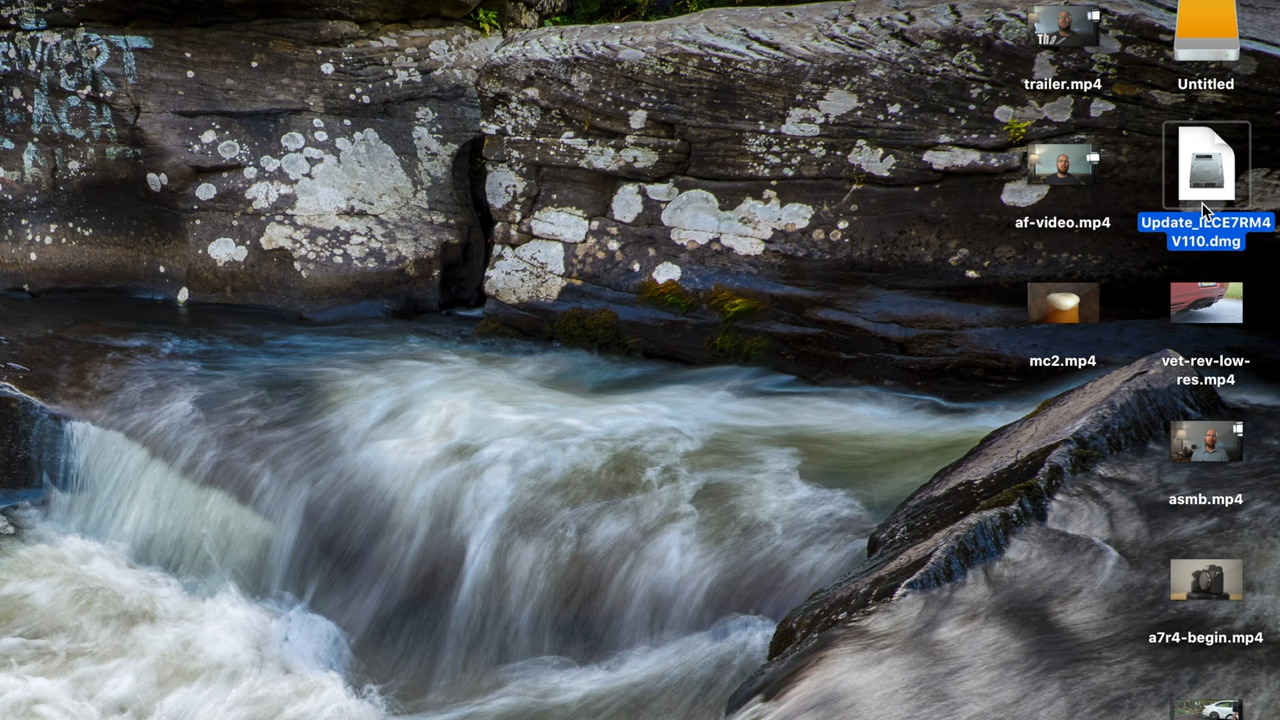 trailer.mp4
Untitled
af-video.mp4
Update_ILCE7RM4
V110.dmg
mc2.mp4
vet-rev-low-
res.mp4
asmb.mp4
a7r4-begin.mp4